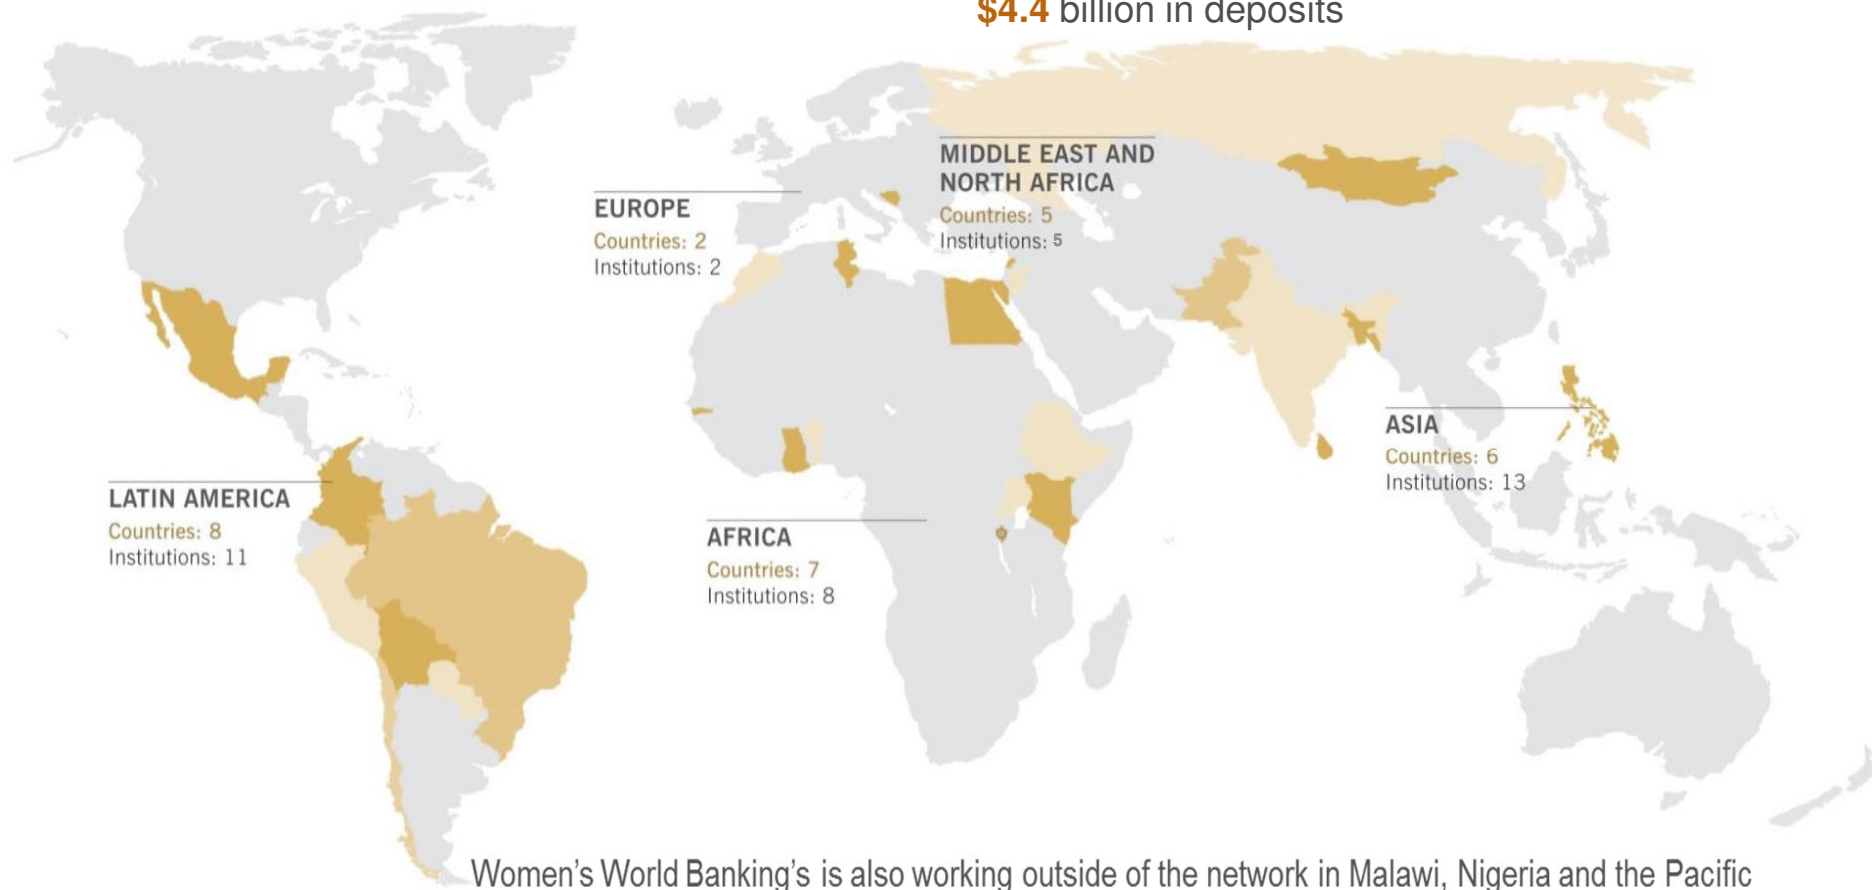 $4.4 billion in deposits
MIDDLE EAST AND
NORTH AFRICA
Countries: 5
Institutions: 5
EUROPE
Countries: 2
Institutions: 2
ASIA
Countries: 6
Institutions: 13
LATIN AMERICA
Countries: 8
Institutions: 11
AFRICA
Countries: 7
Institutions: 8
Women's World Banking's is also working outside of the network in Malawi, Nigeria and the Pacific